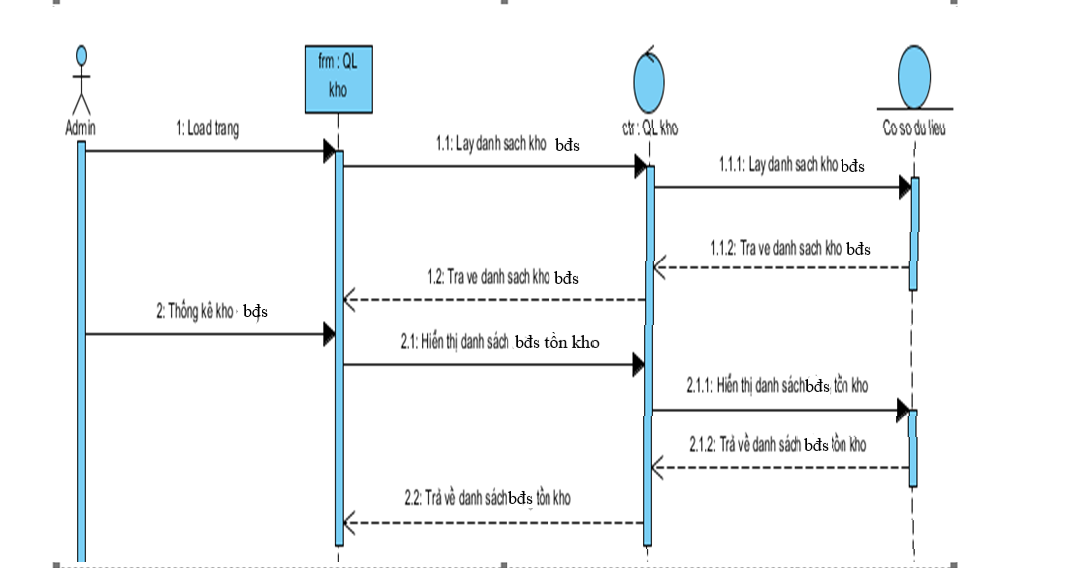 frm : QL
kho
Admin
ctr : QL kho
Co so du lieu
1: Load trang
1.1: Lay danh sach kho bđs
1.1.1: Lay danh sach kho bđs
1.1.2: Tra ve danh sach kho bđs
1.2: Tra ve danh sach kho bđs
2: Thống kê kho bđs
2.1: Hiển thị danh sách bđs tồn kho
2.1.1: Hiển thị danh sách bđs tồn kho
2.1.2: Trả về danh sách bđs tồn kho
2.2: Trả về danh sách bđs tồn kho